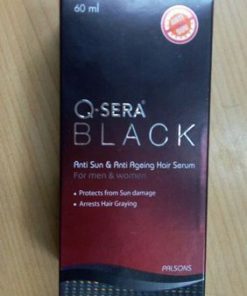 60 ml
Q-SERA®
BLACK
Anti Sun & Anti Ageing Hair Serum
For men & women
• Protects from Sun damage
• Arrests Hair Graying
PALSONS